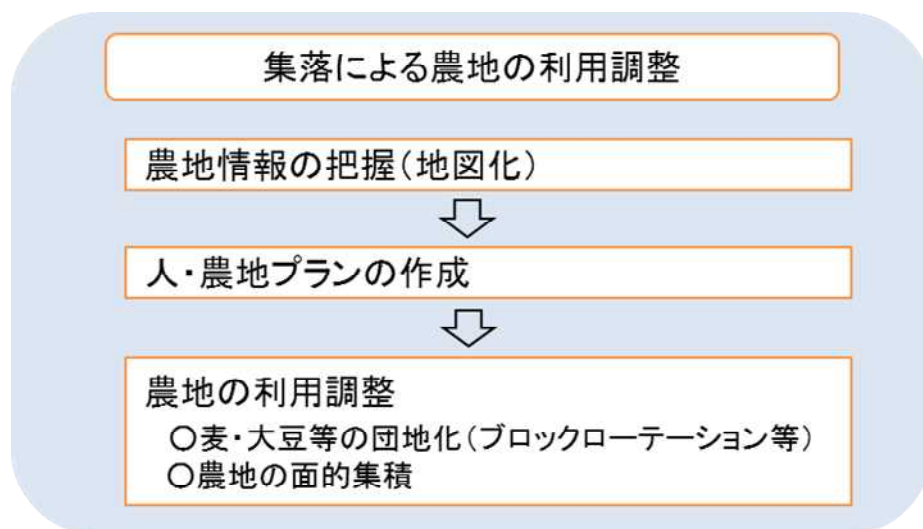 集落による農地の利用調整
農地情報の把握(地図化)
人・農地プランの作成
農地の利用調整
○麦・大豆等の団地化(ブロックローテーション等)
○農地の面的集積